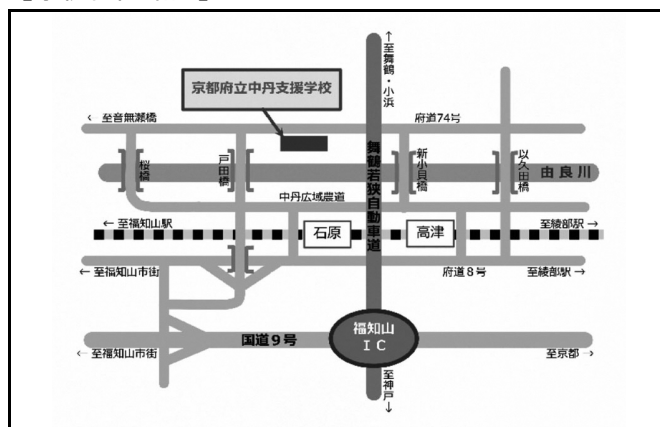 ↑至舞鶴・小浜
京都府立中丹支援学校
← 至音無瀬橋
府道74号
桜橋
戸田橋
舞鶴若狭自動車道
新小貝橋
以久田橋
由良川
中丹広域農道
← 至福知山駅
石原
高津
至綾部駅 →
← 至福知山市街
府道8号
至綾部駅→
国道9号
福知山
IC
← 至福知山市街
至京都 →
至神戸↓